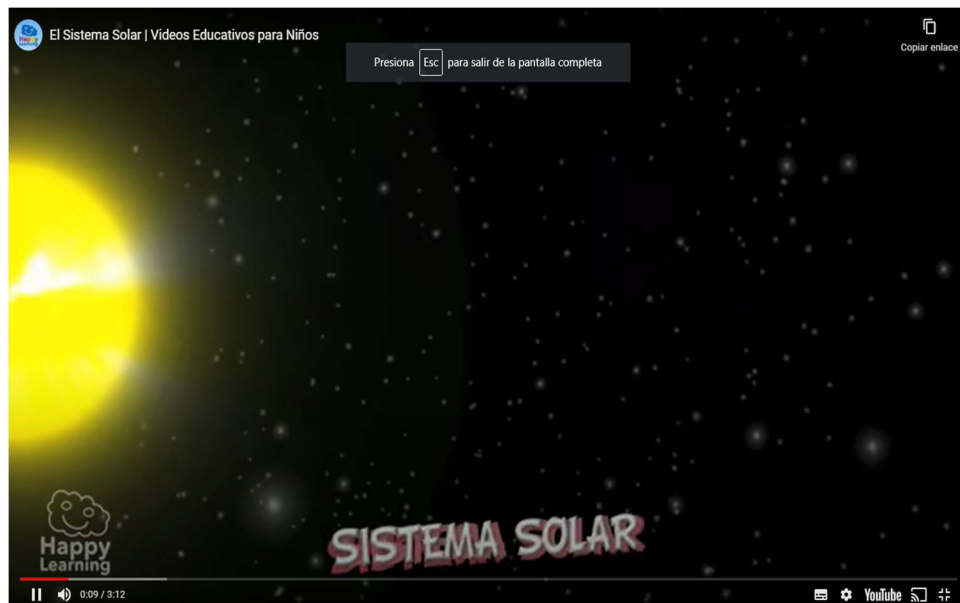 El Sistema Solar | Videos Educativos para Niños
Copiar enlace
Presiona Esc para salir de la pantalla completa
SISTEMA SOLAR
Happy
Learning
0:09 / 3:12
YouTube